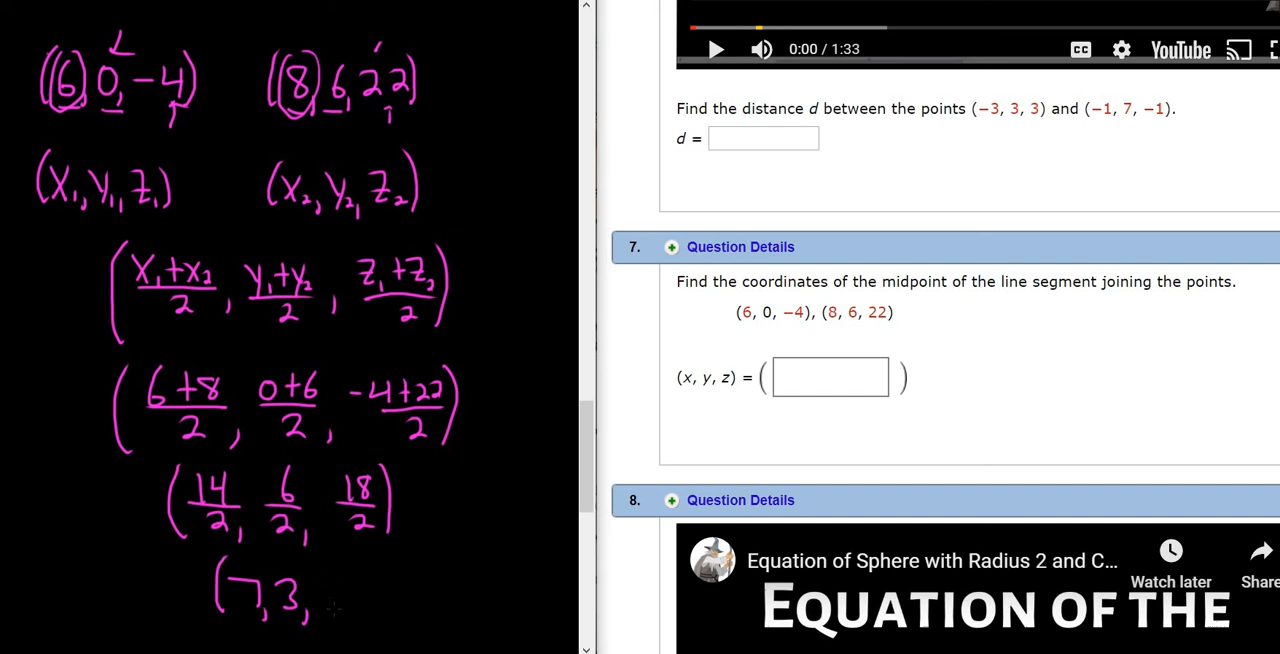 (6, 0, -4) (8, 6, 22)
(x₁, y₁, z₁) (x₂, y₂, z₂)
(x₁+x₂/2, y₁+y₂/2, z₁+z₂/2)
(6+8/2, 0+6/2, -4+22/2)
(14/2, 6/2, 18/2)
(7, 3,
0:00 / 1:33
CC
YouTube
Find the distance d between the points (−3, 3, 3) and (−1, 7, −1).
d =
7. Question Details
Find the coordinates of the midpoint of the line segment joining the points.
(6, 0, −4), (8, 6, 22)
(x, y, z) = ( )
8. Question Details
Equation of Sphere with Radius 2 and C...
Watch later
Share
EQUATION OF THE